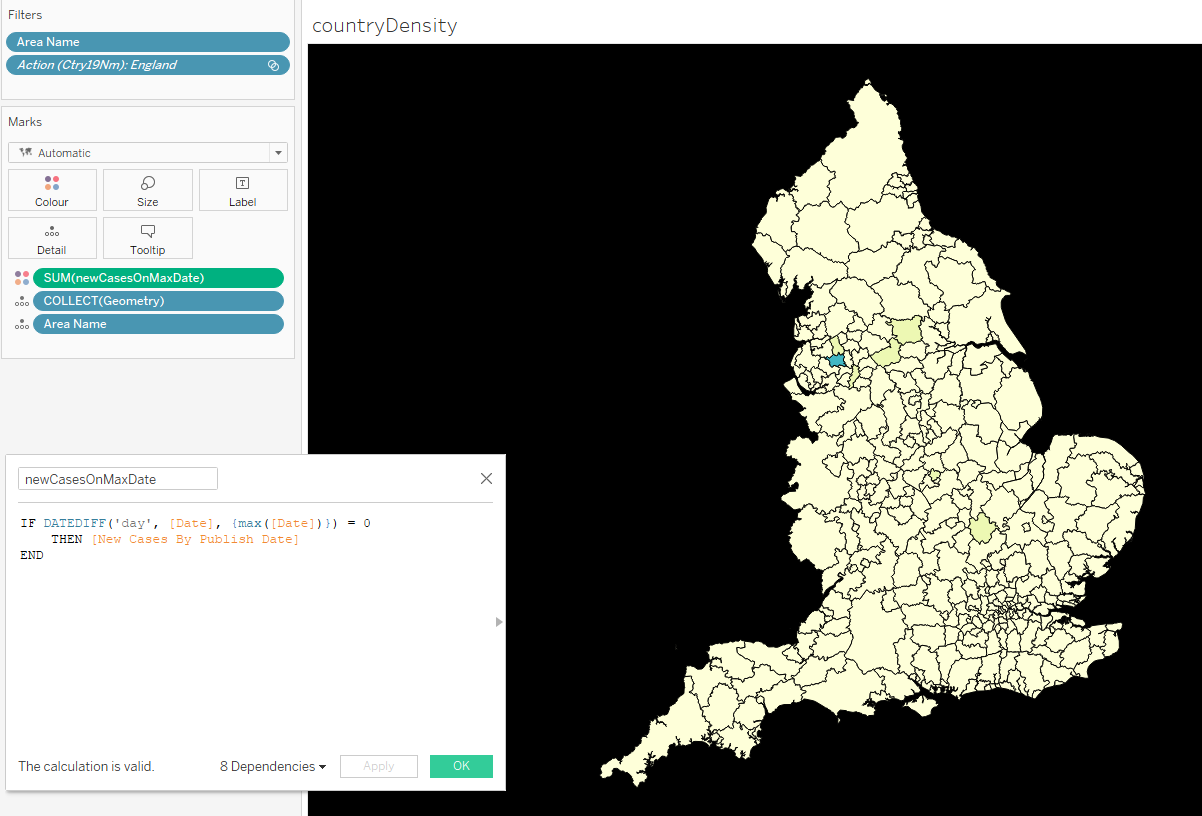 Filters
Area Name
Action (Ctry19Nm): England
Marks
Automatic
Colour
Size
Label
Detail
Tooltip
SUM(newCasesOnMaxDate)
COLLECT(Geometry)
Area Name
countryDensity
newCasesOnMaxDate
IF DATEDIFF('day', [Date], {max([Date])}) = 0
THEN [New Cases By Publish Date]
END
The calculation is valid.
8 Dependencies
Apply
OK